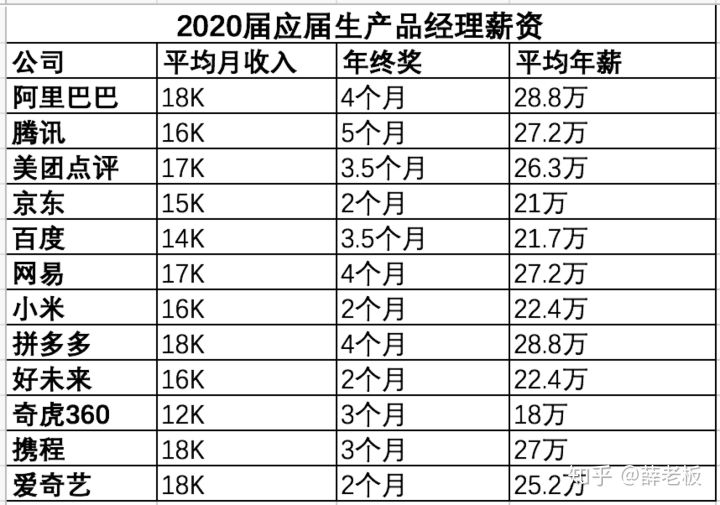 2020届应届生产品经理薪资
公司 平均月收入 年终奖 平均年薪
阿里巴巴 18K 4个月 28.8万
腾讯 16K 5个月 27.2万
美团点评 17K 3.5个月 26.3万
京东 15K 2个月 21万
百度 14K 3.5个月 21.7万
网易 17K 4个月 27.2万
小米 16K 2个月 22.4万
拼多多 18K 4个月 28.8万
好未来 16K 2个月 22.4万
奇虎360 12K 3个月 18万
携程 18K 3个月 27万
爱奇艺 18K 2个月 25.2万
知乎 @薛老板